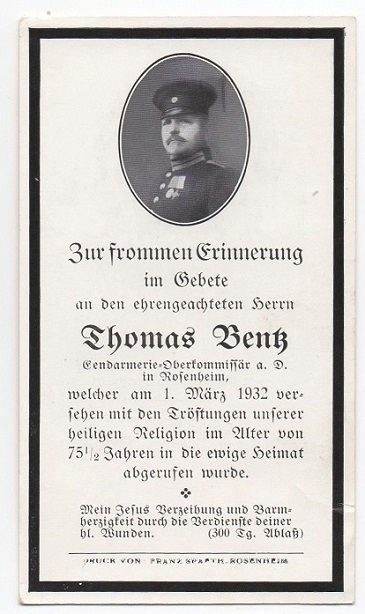 Zur frommen Erinnerung
im Gebete
an den ehrengeachteten Herrn
Thomas Bentz
Gendarmerie-Oberkommissär a. D.
in Rosenheim,
welcher am 1. März 1932 ver-
sehen mit den Tröstungen unserer
heiligen Religion im Alter von
75½ Jahren in die ewige Heimat
abgerufen wurde.
Mein Jesus Verzeihung und Barm-
herzigkeit durch die Verdienste deiner
hl. Wunden. (300 Tg. Ablaß)
DRUCK VON FRANZ SPAETH, ROSENHEIM